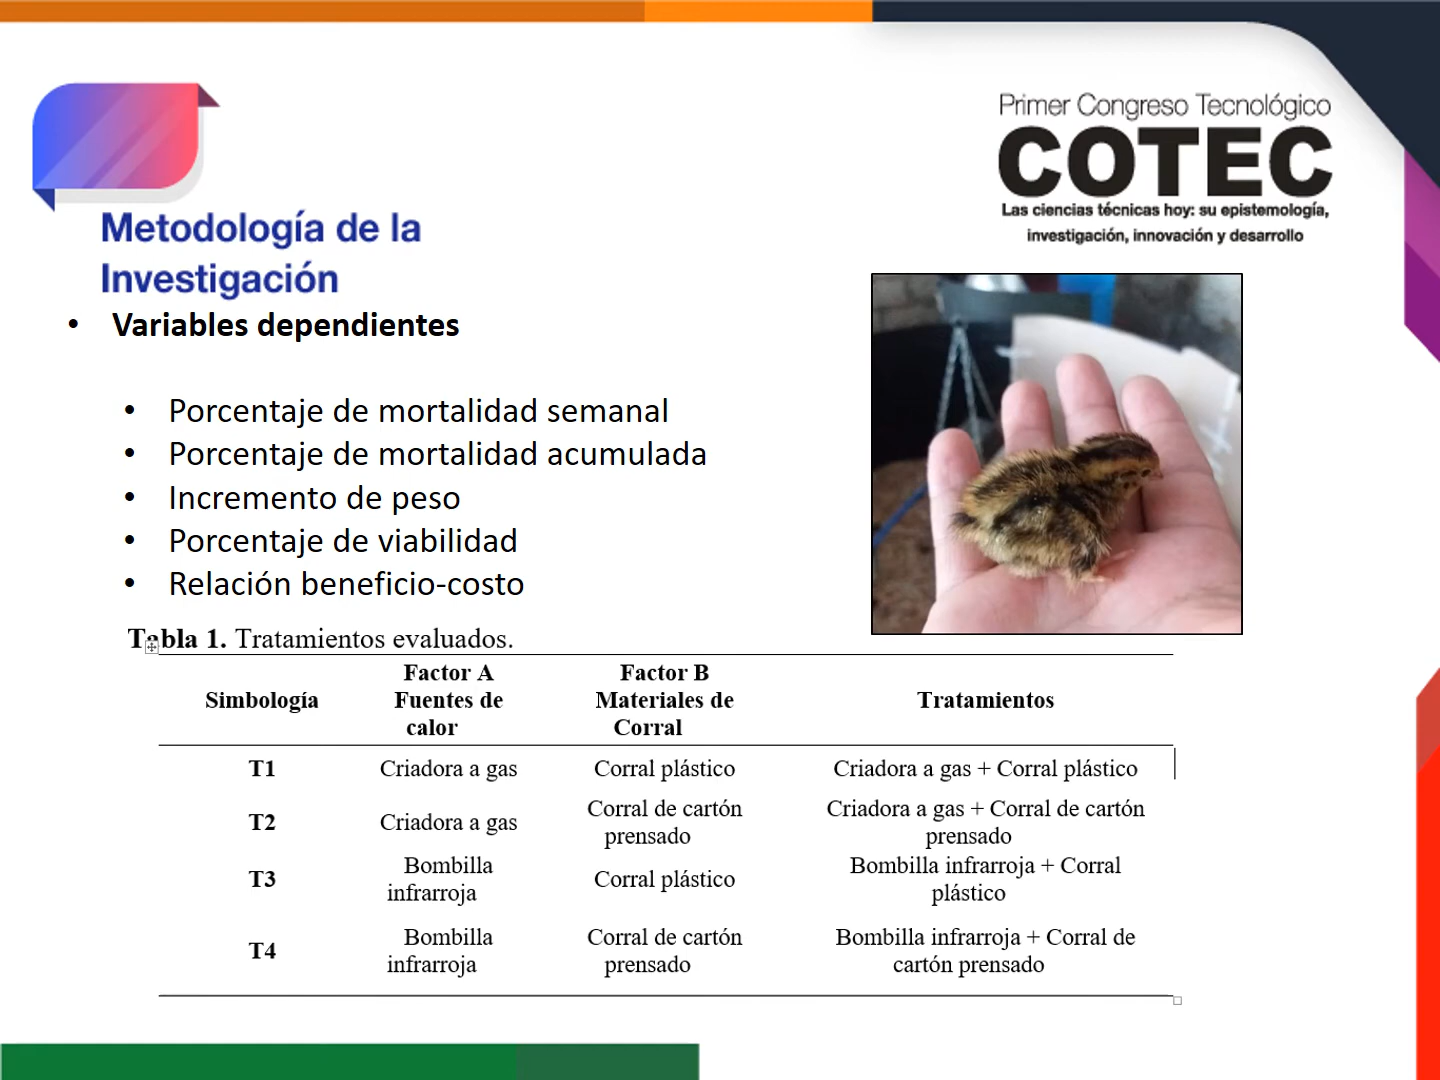 Primer Congreso Tecnológico
COTEC
Las ciencias técnicas hoy: su epistemología,
investigación, innovación y desarrollo
Metodología de la
Investigación
• Variables dependientes
• Porcentaje de mortalidad semanal
• Porcentaje de mortalidad acumulada
• Incremento de peso
• Porcentaje de viabilidad
• Relación beneficio-costo
Tabla 1. Tratamientos evaluados.
Simbología Factor A Fuentes de calor Factor B Materiales de Corral Tratamientos
T1 Criadora a gas Corral plástico Criadora a gas + Corral plástico
T2 Criadora a gas Corral de cartón prensado Criadora a gas + Corral de cartón prensado
T3 Bombilla infrarroja Corral plástico Bombilla infrarroja + Corral plástico
T4 Bombilla infrarroja Corral de cartón prensado Bombilla infrarroja + Corral de cartón prensado